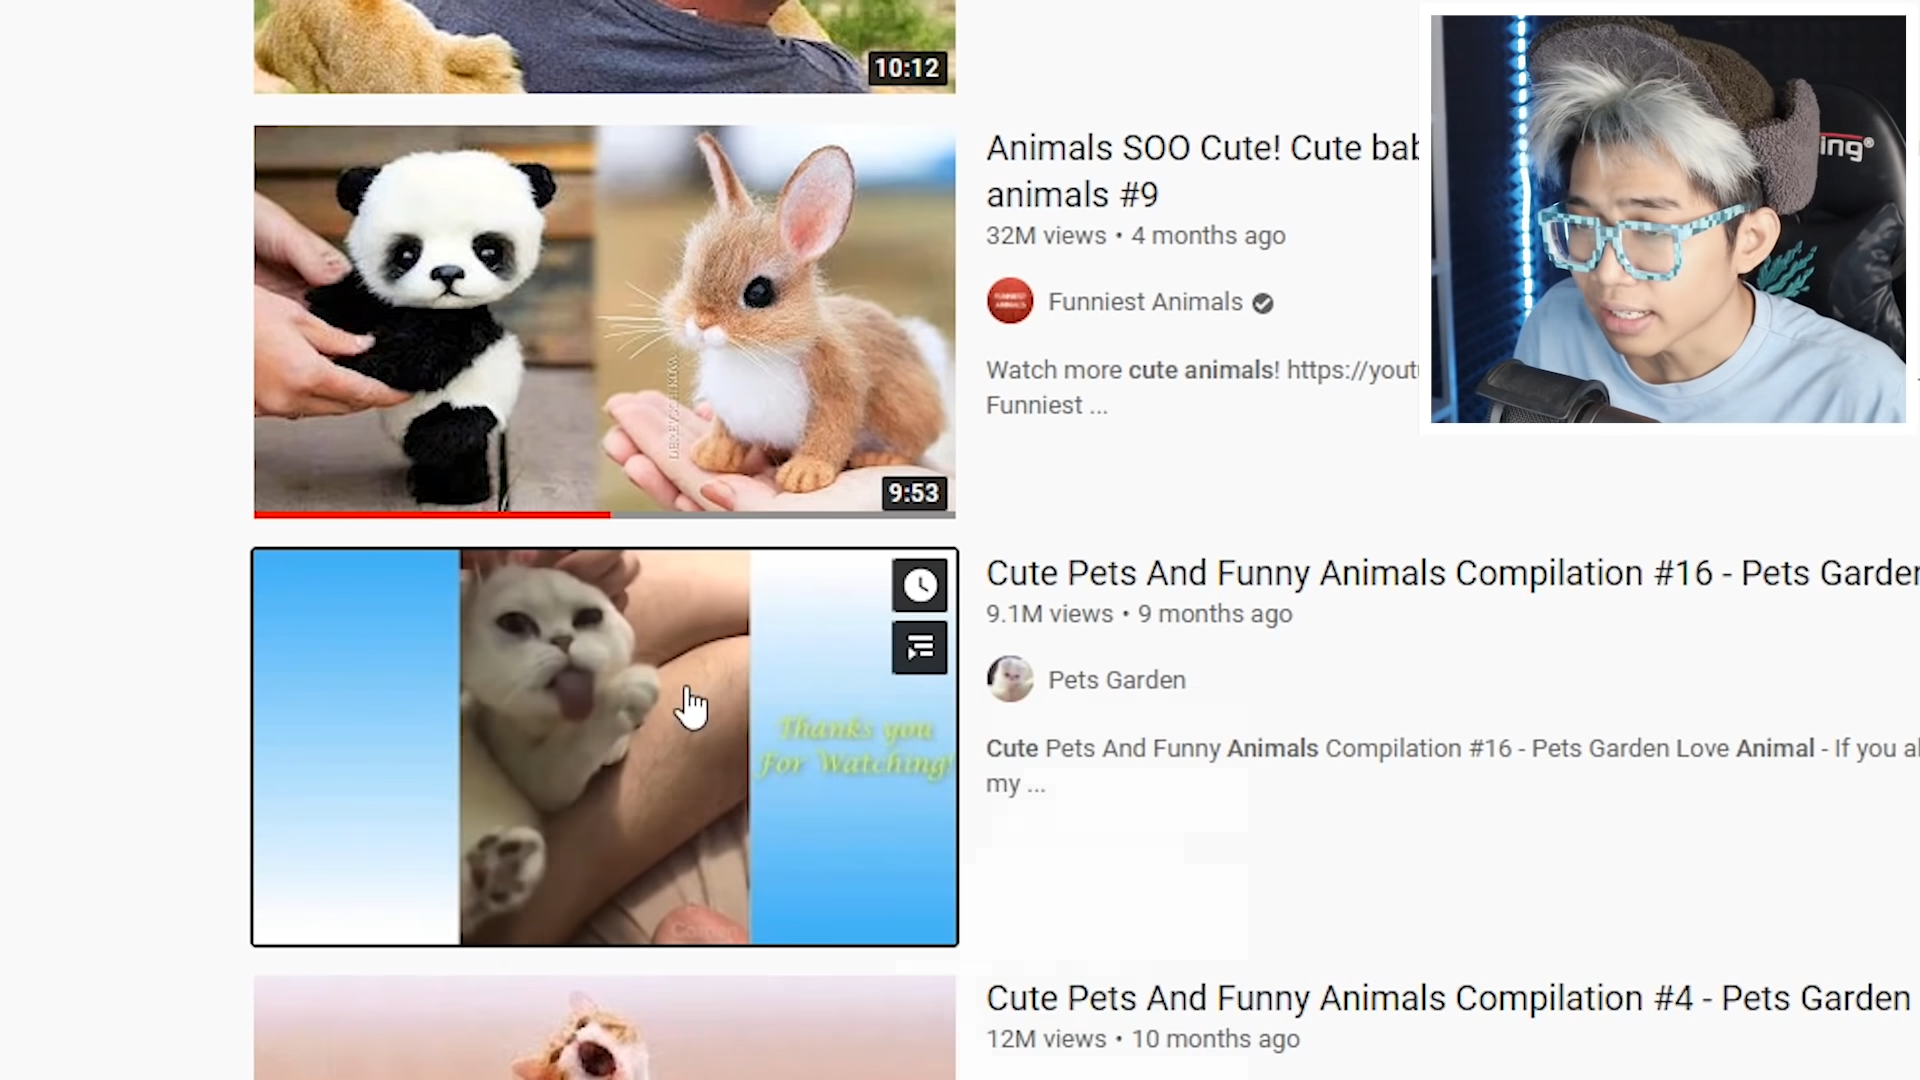 10:12
Animals SOO Cute! Cute bab
animals #9
32M views • 4 months ago
Funniest Animals
Watch more cute animals! https://yout
Funniest ...
9:53
ing®
Cute Pets And Funny Animals Compilation #16 - Pets Garden
9.1M views • 9 months ago
Pets Garden
Thanks you
For Watching!
Cute Pets And Funny Animals Compilation #16 - Pets Garden Love Animal - If you al
my ...
Cute Pets And Funny Animals Compilation #4 - Pets Garden
12M views • 10 months ago